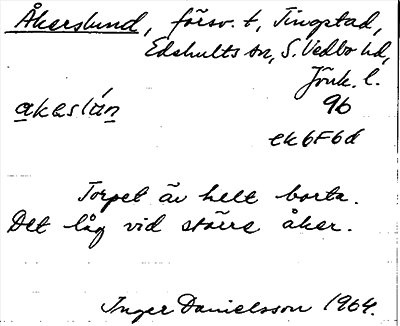 Åkerslund, försv. t, Tingstad,
Edshults sn, S. Vedbo hd,
Jönk. l.
akəslún 96
ek6F6d
Torpet är helt borta.
Det låg vid större åker.
Inger Danielsson 1964.